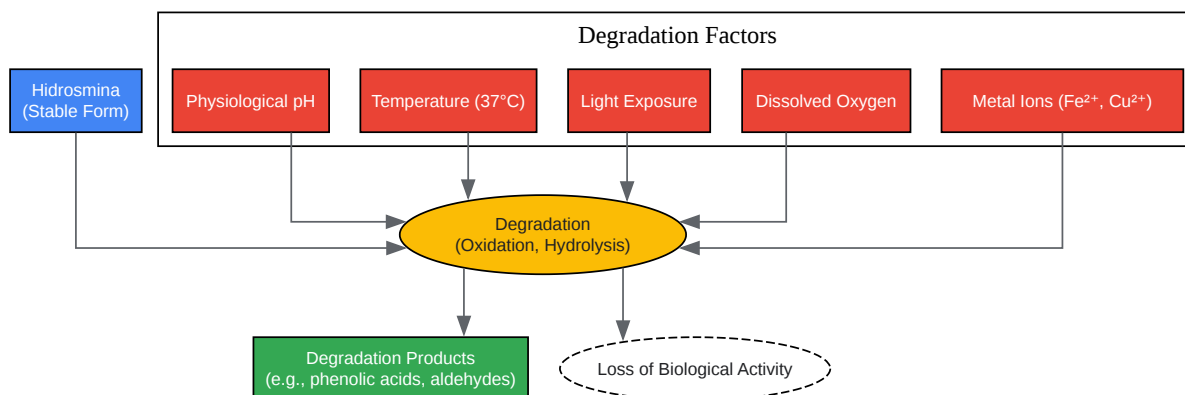 Degradation Factors
Hidrosmina
(Stable Form)
Physiological pH
Temperature (37°C)
Light Exposure
Dissolved Oxygen
Metal Ions (Fe²⁺, Cu²⁺)
Degradation
(Oxidation, Hydrolysis)
Degradation Products
(e.g., phenolic acids, aldehydes)
Loss of Biological Activity